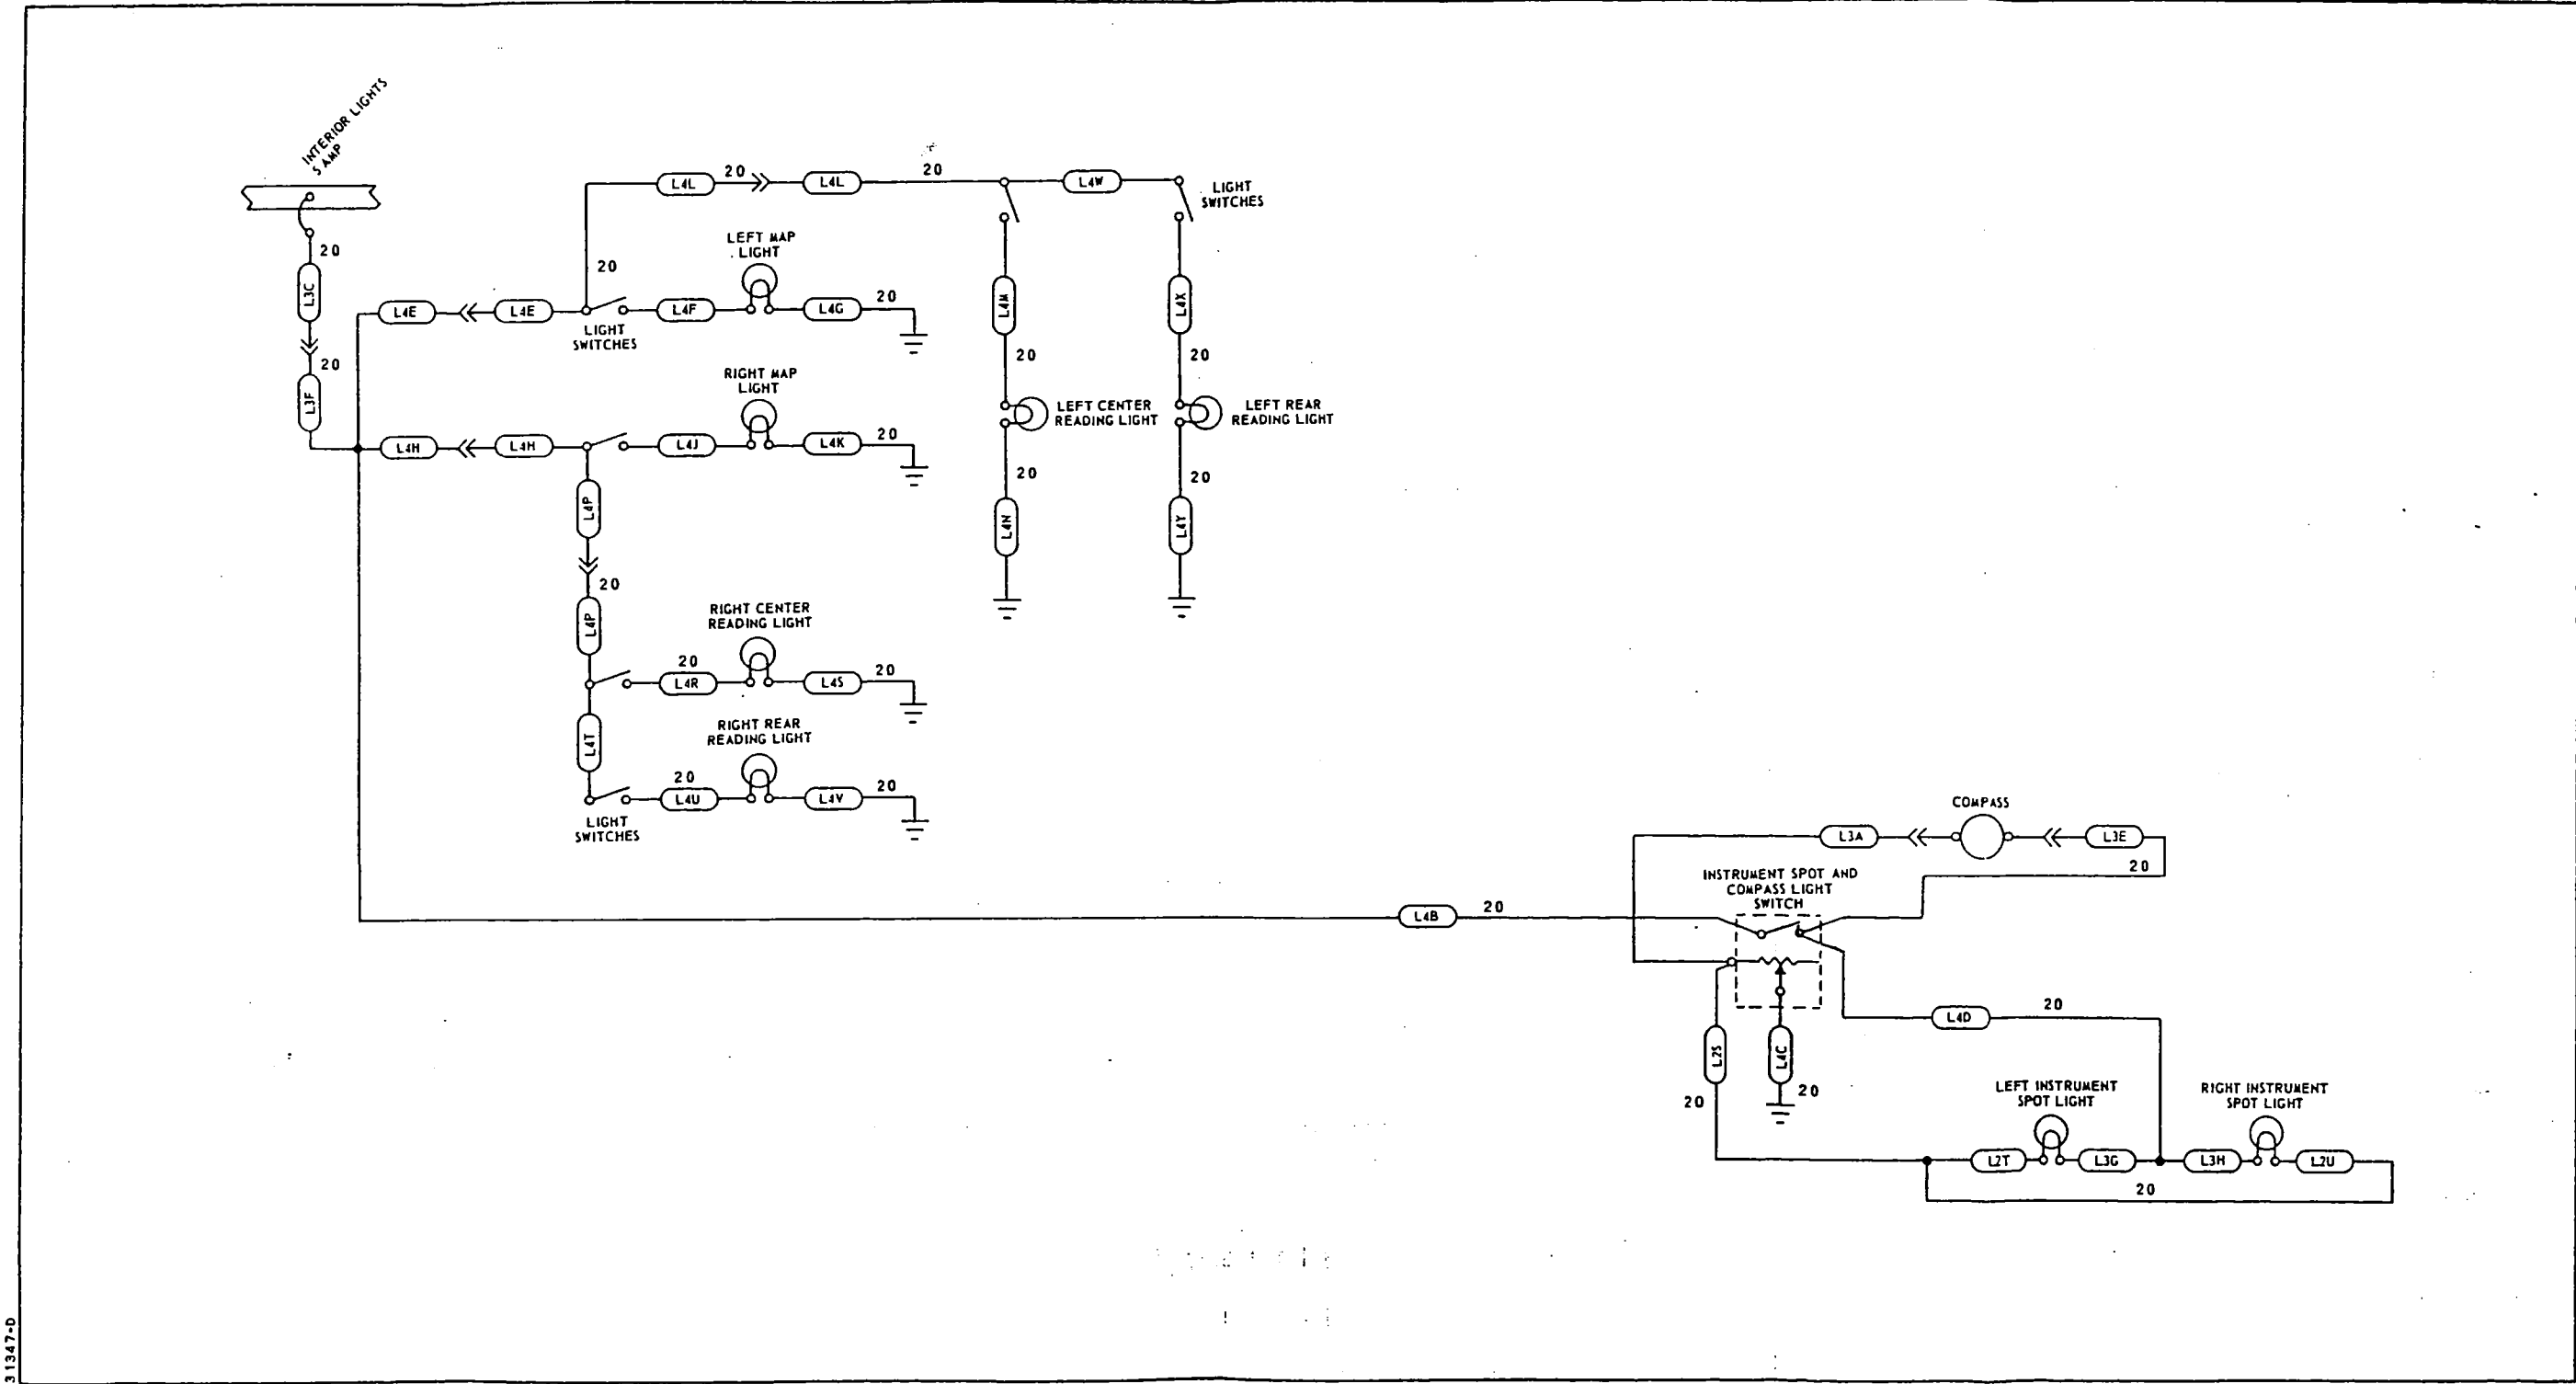 INTERIOR LIGHTS
5 AMP
20
L3C
20
L3F
L4L
20
L4L
20
L4W
LIGHT
SWITCHES
LEFT MAP
LIGHT
20
L4E
L4E
L4F
L4G
20
LIGHT
SWITCHES
L4M
20
L4X
20
RIGHT MAP
LIGHT
L4H
L4H
L4J
L4K
20
LEFT CENTER
READING LIGHT
LEFT REAR
READING LIGHT
20
L4N
20
L4Y
L4P
20
L4P
RIGHT CENTER
READING LIGHT
20
L4R
L4S
20
L4T
RIGHT REAR
READING LIGHT
20
L4U
L4V
20
LIGHT
SWITCHES
COMPASS
L3A
L3E
20
INSTRUMENT SPOT AND
COMPASS LIGHT
SWITCH
L4B
20
L4D
20
L2S
20
L4C
20
LEFT INSTRUMENT
SPOT LIGHT
RIGHT INSTRUMENT
SPOT LIGHT
L2T
L3G
L3H
L2U
20
31347-D